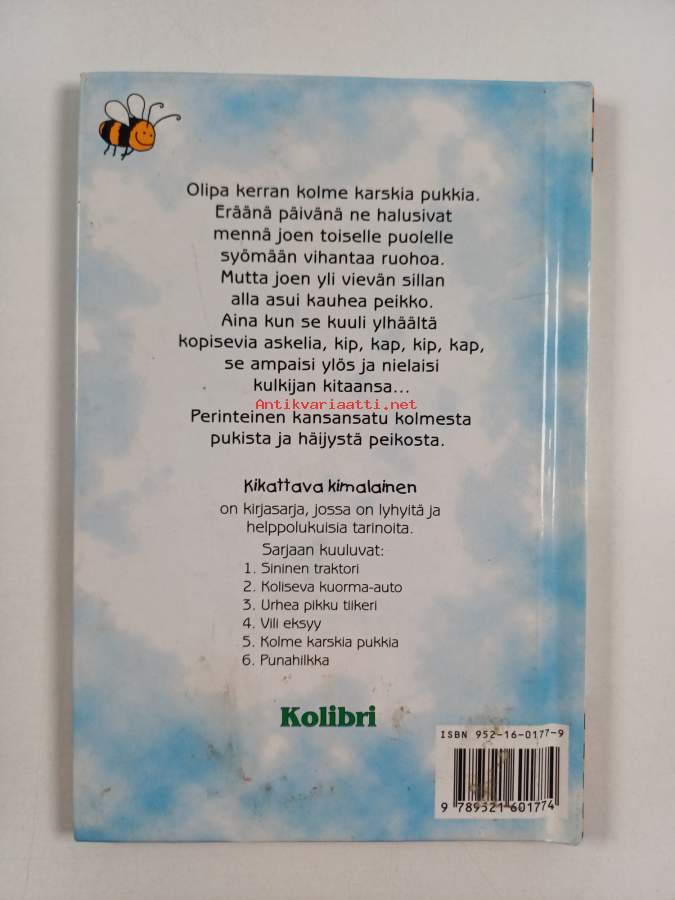 Olipa kerran kolme karskia pukkia.
Eräänä päivänä ne halusivat
mennä joen toiselle puolelle
syömään vihantaa ruohoa.
Mutta joen yli vievän sillan
alla asui kauhea peikko.
Aina kun se kuuli ylhäältä
kopisevia askelia, kip, kap, kip, kap,
se ampaisi ylös ja nielaisi
kulkijan kitaansa...
Antikvariaatti.net
Perinteinen kansansatu kolmesta
pukista ja häijystä peikosta.
Kikattava kimalainen
on kirjasarja, jossa on lyhyitä ja
helppolukuisia tarinoita.
Sarjaan kuuluvat:
1. Sininen traktori
2. Koliseva kuorma-auto
3. Urhea pikku tiikeri
4. Vili eksyy
5. Kolme karskia pukkia
6. Punahilkka
Kolibri
ISBN 952-16-0177-9
9 789521 601774